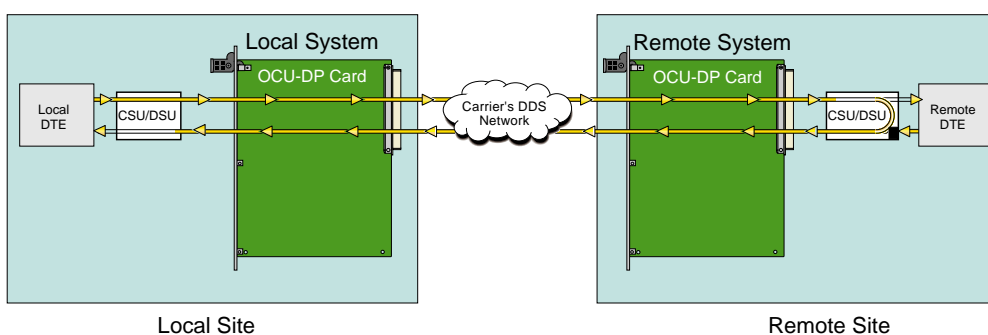 Local System
Remote System
OCU-DP Card
OCU-DP Card
Local
DTE
CSU/DSU
Carrier's DDS
Network
CSU/DSU
Remote
DTE
Local Site
Remote Site